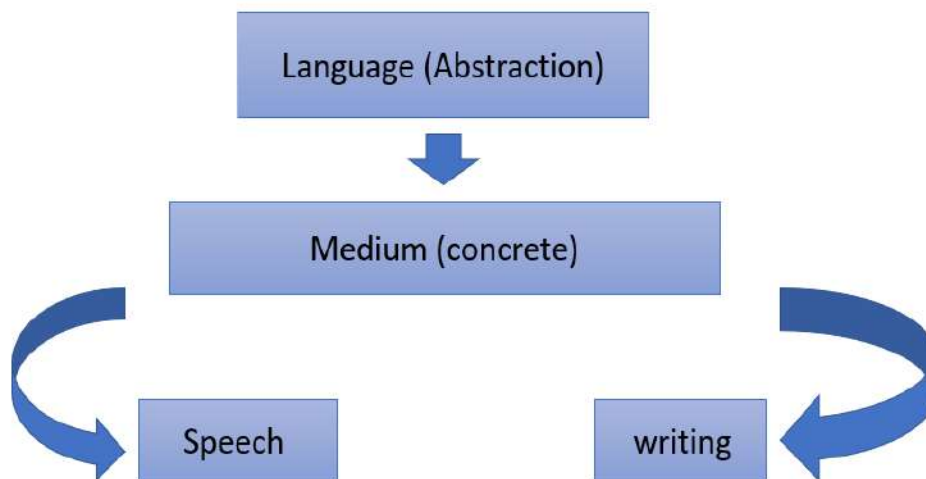 Language (Abstraction)
Medium (concrete)
Speech
writing